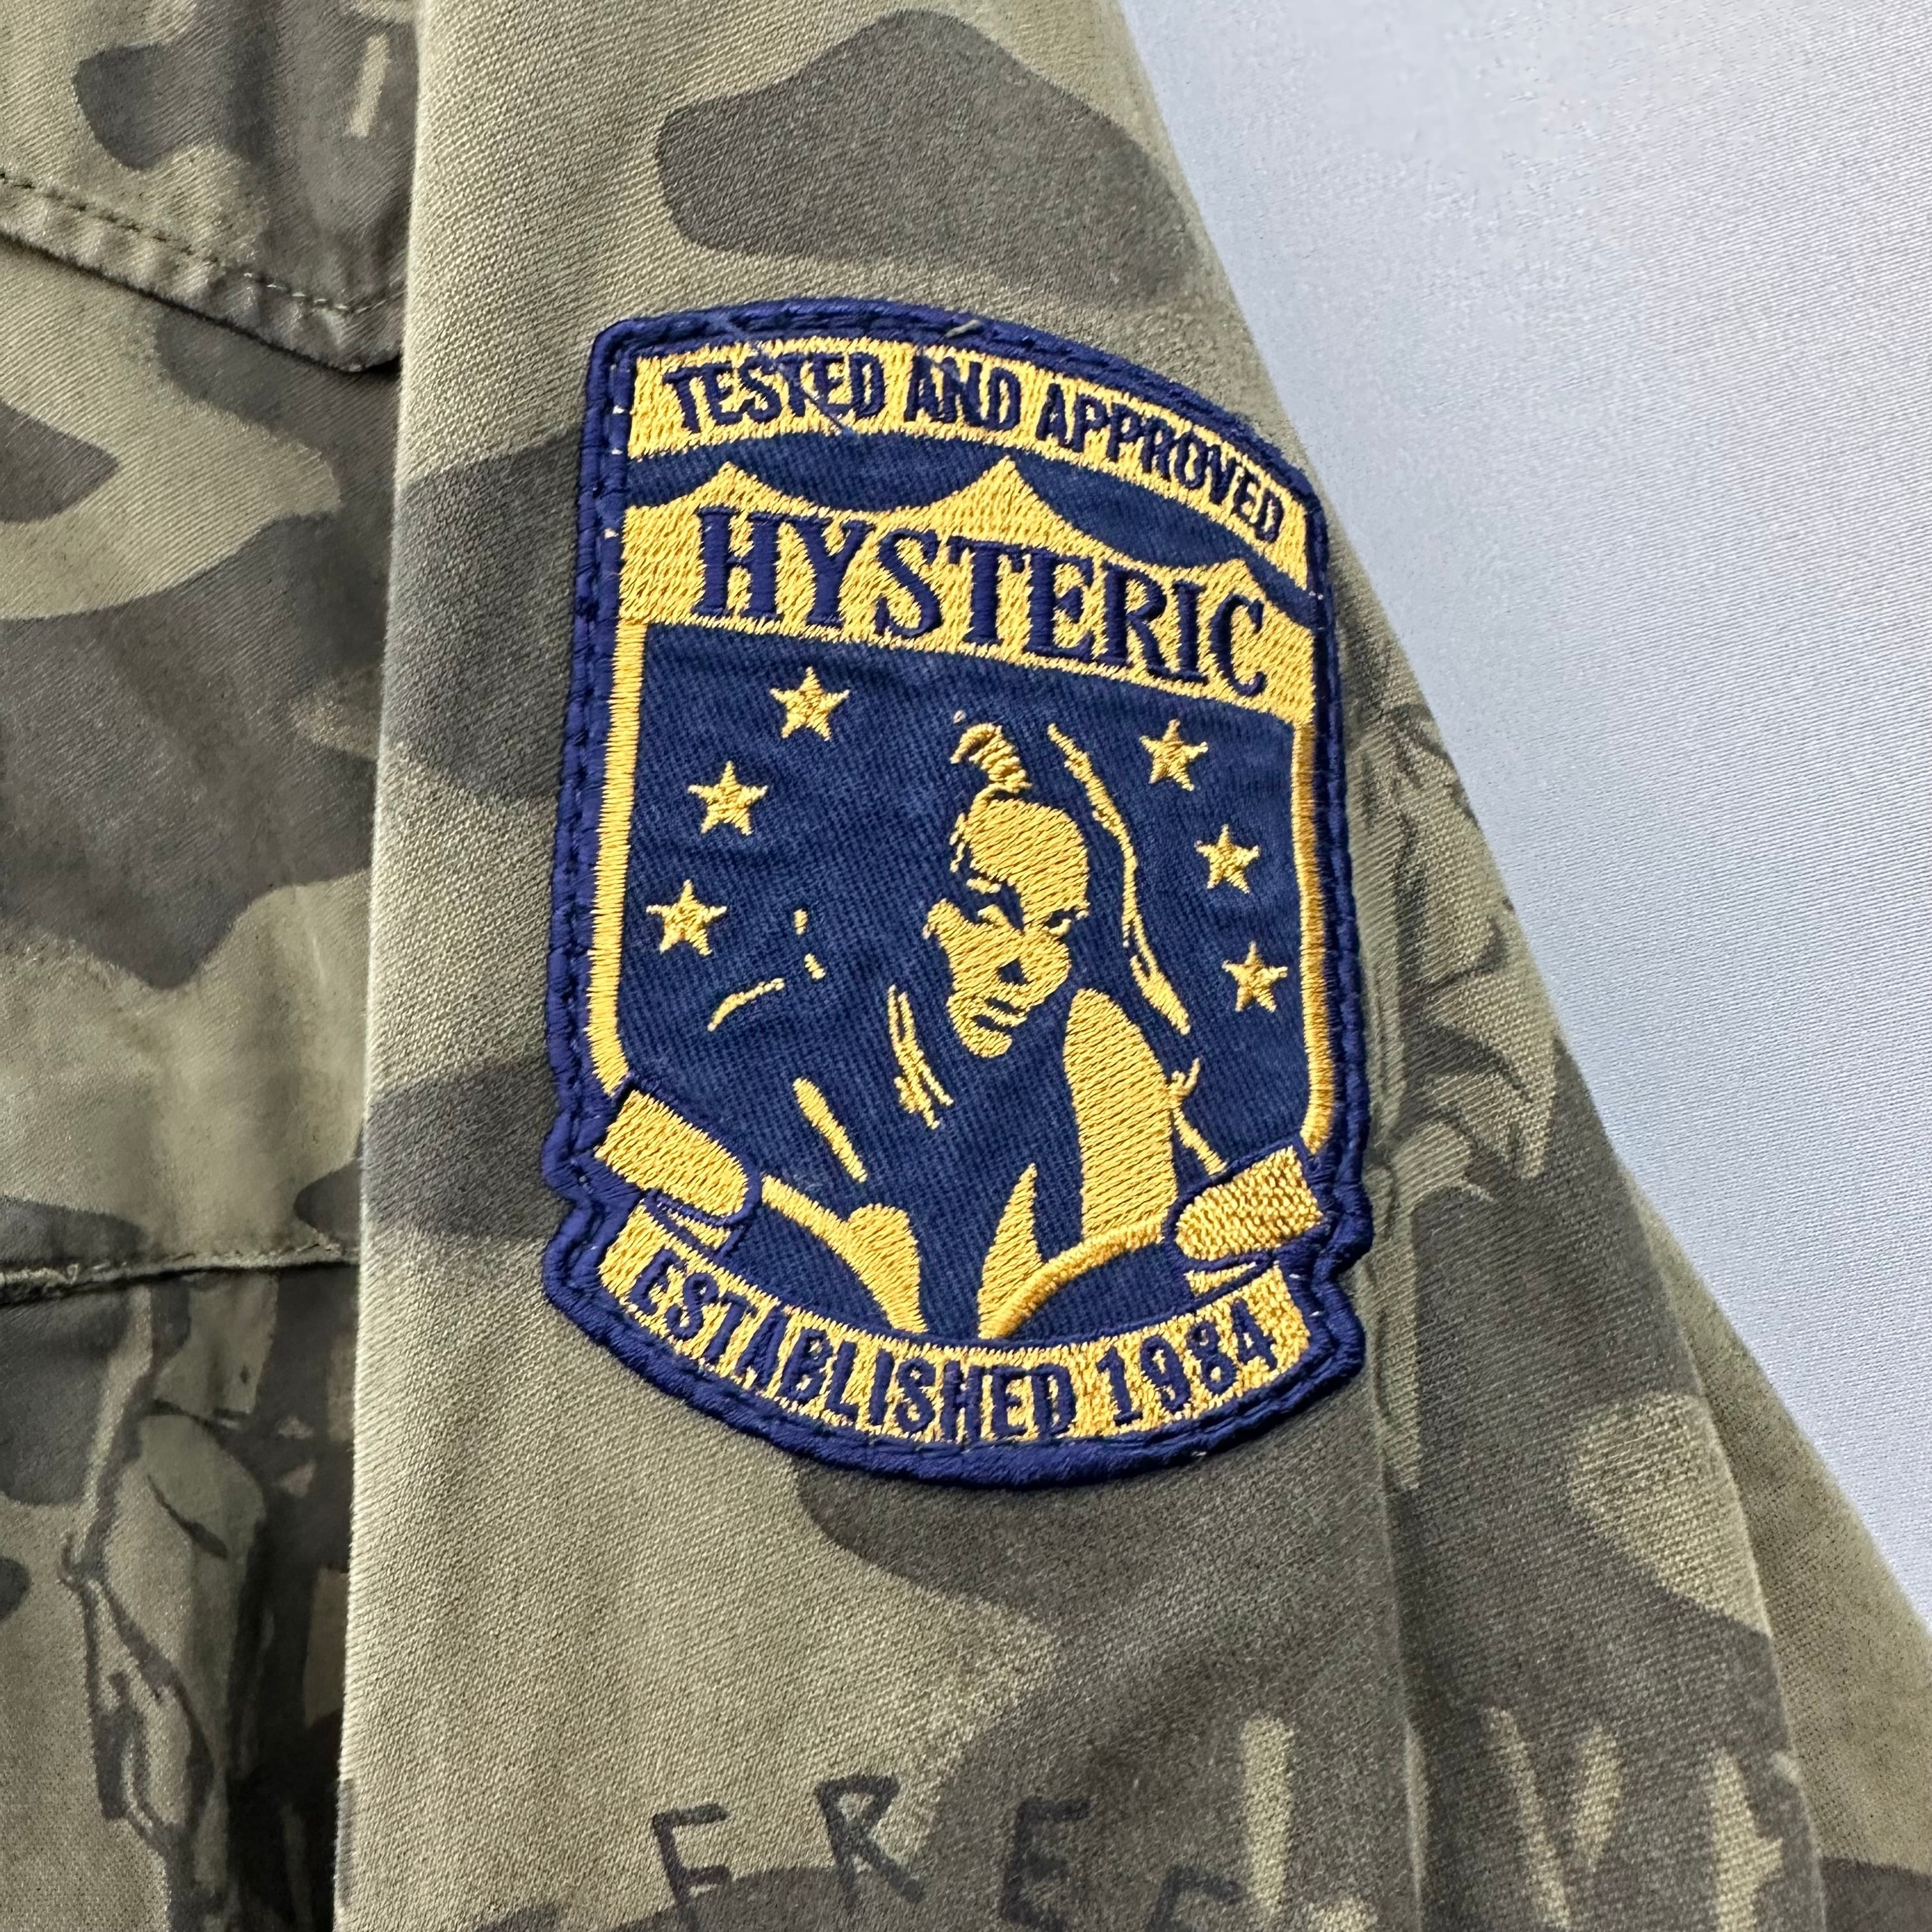 TESTED AND APPROVED
HYSTERIC
ESTABLISHED 1984